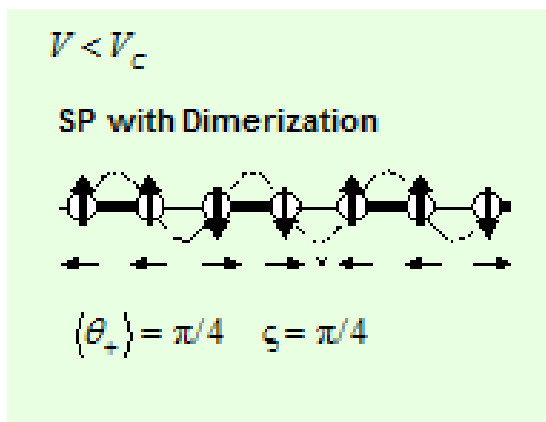 V < V_c
SP with Dimerization
⟨θ₊⟩ = π/4 ς = π/4